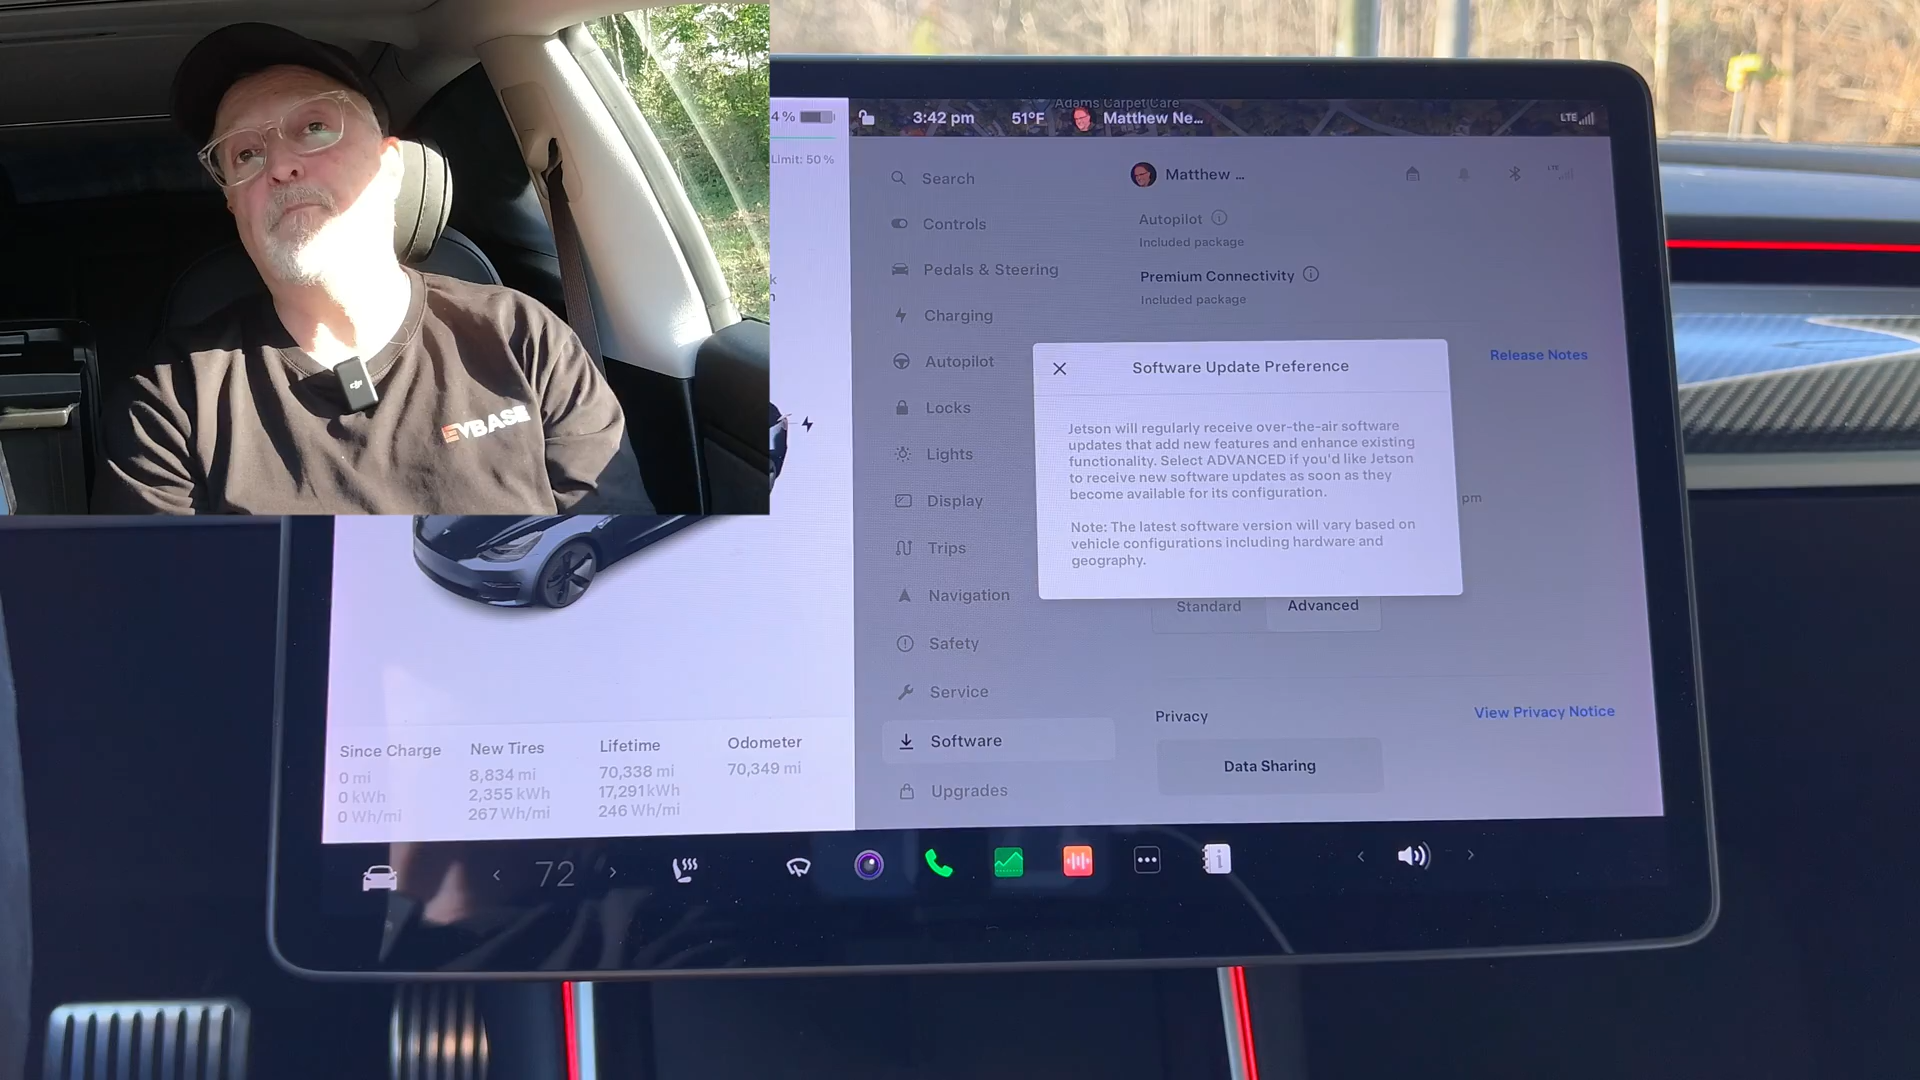 EVBASE
dji
4%
Limit: 50%
3:42 pm
51°F
Adams Carpet Care
Matthew Ne...
LTE
Search
Controls
Pedals & Steering
Charging
Autopilot
Locks
Lights
Display
Trips
Navigation
Safety
Service
Software
Upgrades
Matthew ...
LTE
Autopilot
Included package
Premium Connectivity
Included package
Release Notes
Software Update Preference
Jetson will regularly receive over-the-air software
updates that add new features and enhance existing
functionality. Select ADVANCED if you'd like Jetson
to receive new software updates as soon as they
become available for its configuration.
Note: The latest software version will vary based on
vehicle configurations including hardware and
geography.
pm
Standard
Advanced
Privacy
View Privacy Notice
Data Sharing
Since Charge
0 mi
0 kWh
0 Wh/mi
New Tires
8,834 mi
2,355 kWh
267 Wh/mi
Lifetime
70,338 mi
17,291 kWh
246 Wh/mi
Odometer
70,349 mi
72